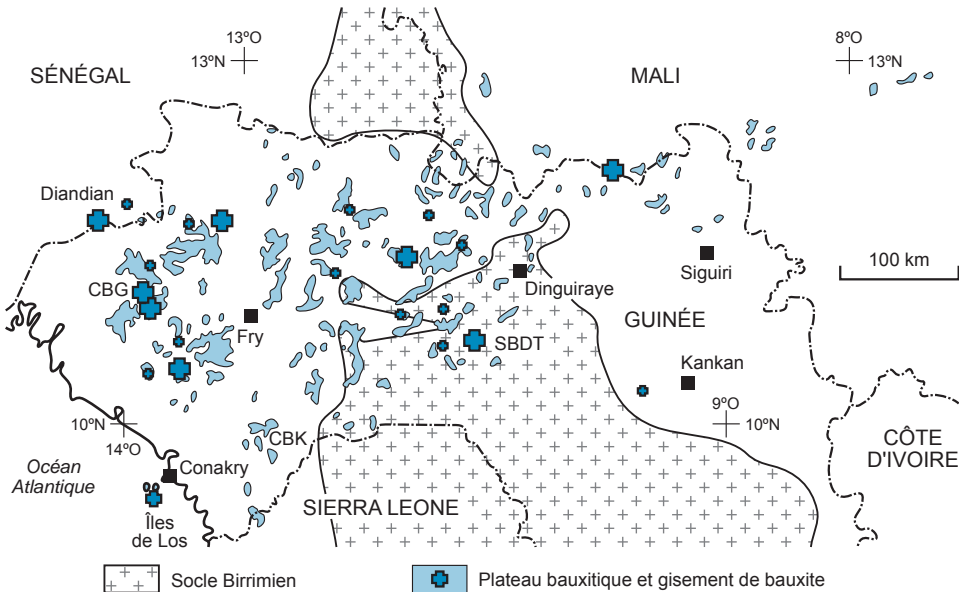 13ºO
13ºN
8ºO
13ºN
SÉNÉGAL
MALI
Diandian
Siguiri
100 km
Dinguiraye
CBG
Fry
GUINÉE
SBDT
Kankan
9ºO
10ºN
10ºN
14ºO
CBK
CÔTE
D'IVOIRE
Océan
Atlantique
Conakry
SIERRA LEONE
Îles
de Los
Socle Birrimien
Plateau bauxitique et gisement de bauxite